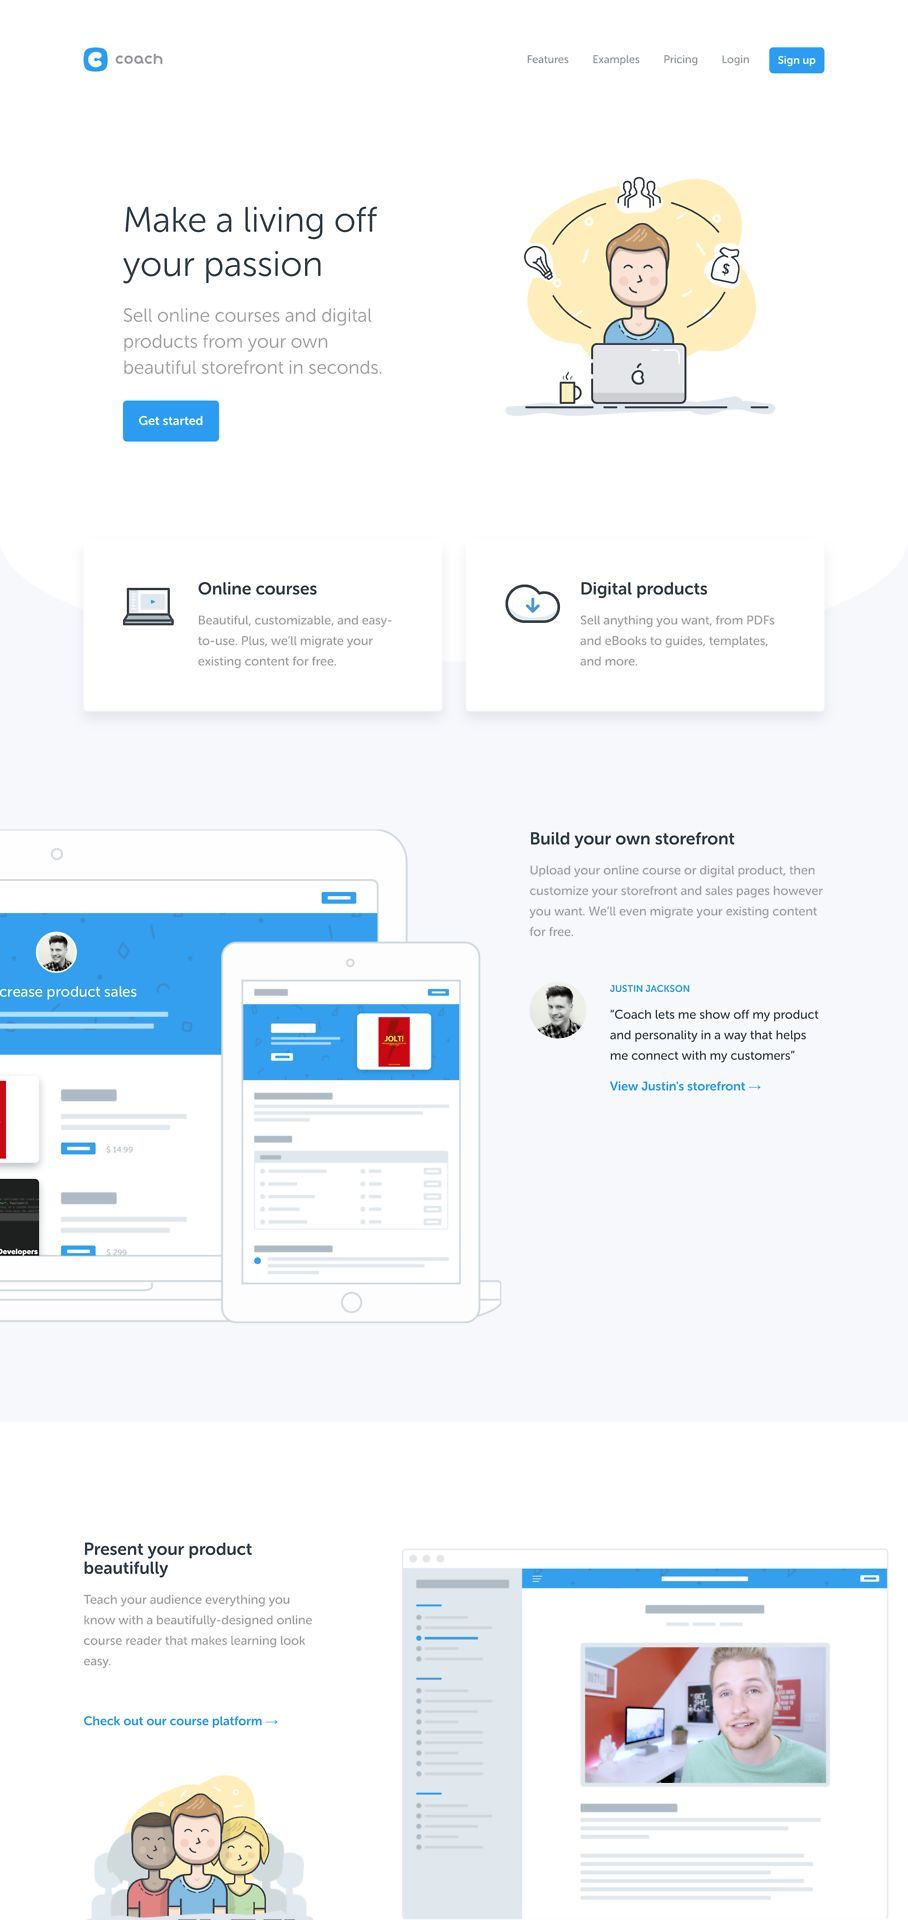 coach
Features Examples Pricing Login Sign up
Make a living off
your passion
Sell online courses and digital
products from your own
beautiful storefront in seconds.
Get started
Online courses
Beautiful, customizable, and easy-
to-use. Plus, we'll migrate your
existing content for free.
Digital products
Sell anything you want, from PDFs
and eBooks to guides, templates,
and more.
crease product sales
$ 14.99
Developers
$ 299
JOLT!
Build your own storefront
Upload your online course or digital product, then
customize your storefront and sales pages however
you want. We'll even migrate your existing content
for free.
JUSTIN JACKSON
“Coach lets me show off my product
and personality in a way that helps
me connect with my customers”
View Justin's storefront →
Present your product
beautifully
Teach your audience everything you
know with a beautifully-designed online
course reader that makes learning look
easy.
Check out our course platform →